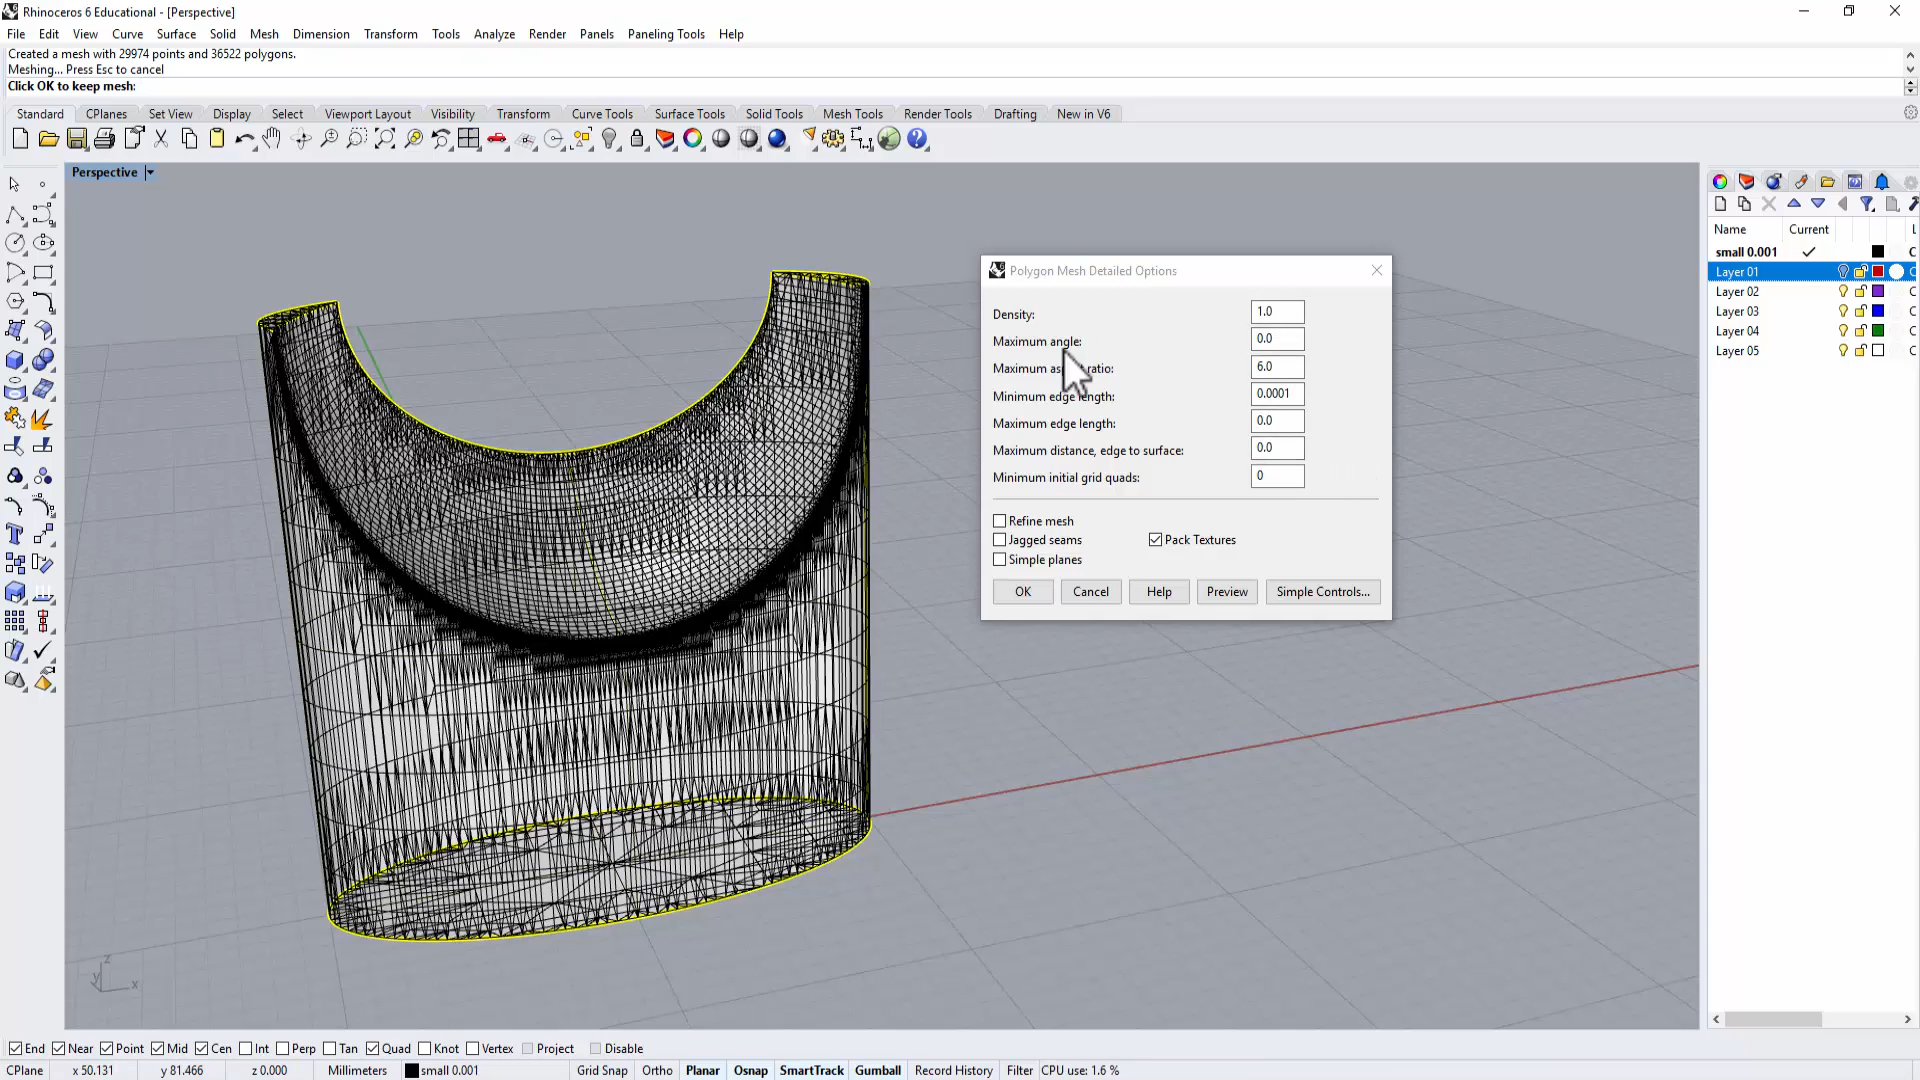 Rhinoceros 6 Educational - [Perspective]
File Edit View Curve Surface Solid Mesh Dimension Transform Tools Analyze Render Panels Paneling Tools Help
Created a mesh with 29974 points and 36522 polygons.
Meshing... Press Esc to cancel
Click OK to keep mesh:
Standard CPlanes Set View Display Select Viewport Layout Visibility Transform Curve Tools Surface Tools Solid Tools Mesh Tools Render Tools Drafting New in V6
Perspective
Name Current L
small 0.001 C
Layer 01 C
Layer 02 C
Layer 03 C
Layer 04 C
Layer 05 C
Polygon Mesh Detailed Options
Density: 1.0
Maximum angle: 0.0
Maximum ratio: 6.0
Minimum edge length: 0.0001
Maximum edge length: 0.0
Maximum distance, edge to surface: 0.0
Minimum initial grid quads: 0
Refine mesh
Jagged seams Pack Textures
Simple planes
OK Cancel Help Preview Simple Controls...
z
y
x
End Near Point Mid Cen Int Perp Tan Quad Knot Vertex Project Disable
CPlane x 50.131 y 81.466 z 0.000 Millimeters small 0.001 Grid Snap Ortho Planar Osnap SmartTrack Gumball Record History Filter CPU use: 1.6 %